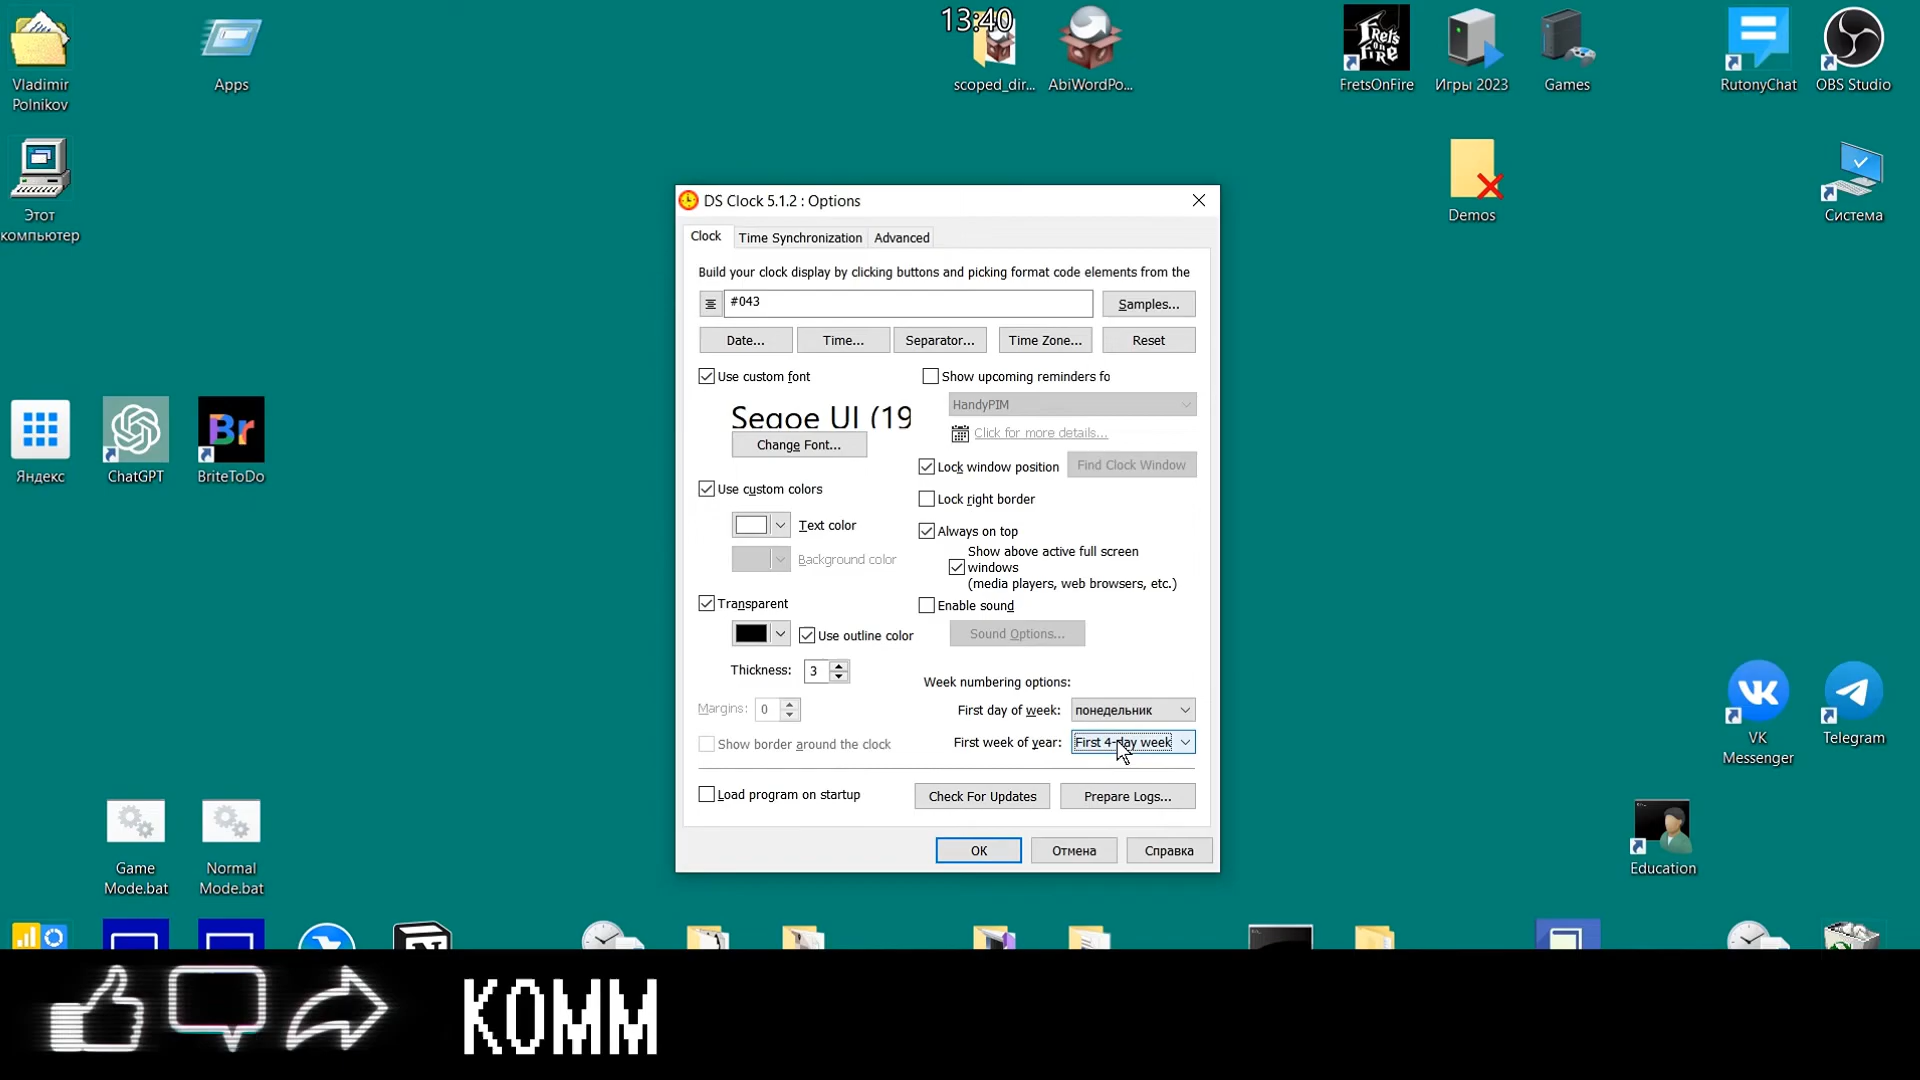 13:40
Vladimir
Polnikov
Apps
scoped_dir...
AbiWordPo...
FretsOnFire
Игры 2023
Games
RutonyChat
OBS Studio
Этот
компьютер
Demos
Система
Яндекс
ChatGPT
BriteToDo
VK
Messenger
Telegram
Game
Mode.bat
Normal
Mode.bat
Education
DS Clock 5.1.2 : Options
Clock
Time Synchronization
Advanced
Build your clock display by clicking buttons and picking format code elements from the
#043
Samples...
Date...
Time...
Separator...
Time Zone...
Reset
Use custom font
Segoe UI (19
Change Font...
Use custom colors
Text color
Background color
Transparent
Use outline color
Thickness: 3
Margins: 0
Show border around the clock
Load program on startup
Show upcoming reminders fo
HandyPIM
Click for more details...
Lock window position
Find Clock Window
Lock right border
Always on top
Show above active full screen
windows
(media players, web browsers, etc.)
Enable sound
Sound Options...
Week numbering options:
First day of week: понедельник
First week of year: First 4-day week
Check For Updates
Prepare Logs...
ОК
Отмена
Справка
КОММ